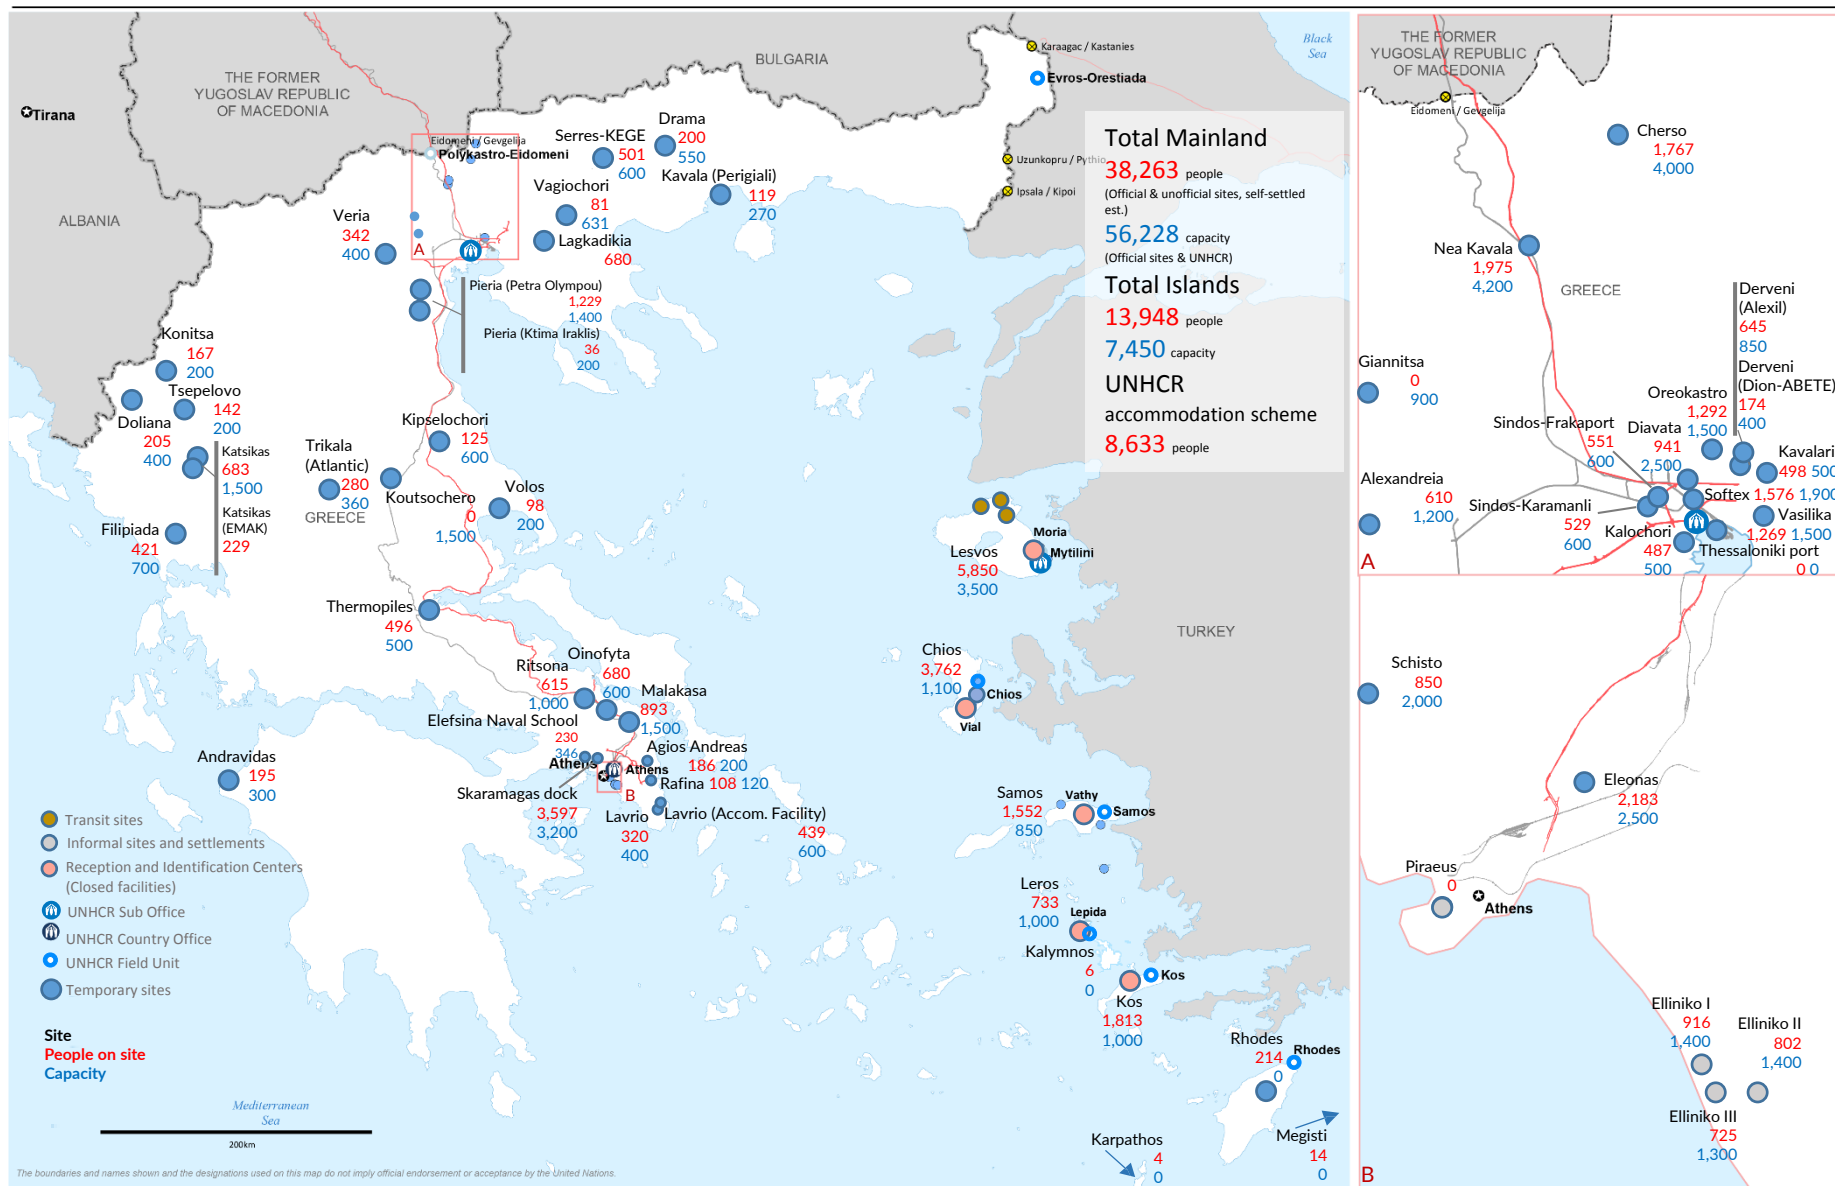 THE FORMER
YUGOSLAV REPUBLIC
OF MACEDONIA
BULGARIA
Black
Sea
Karaagac / Kastanies
Evros-Orestiada
Tirana
ALBANIA
Eidomeni / Gevgelija
Polykastro-Eidomeni
Serres-KEGE
501
600
Drama
200
550
Kavala (Perigiali)
119
270
Vagiochori
81
631
Lagkadikia
680
Uzunkopru / Pythio
Ipsala / Kipoi
Veria
342
400
A
Pieria (Petra Olympou)
1,229
1,400
Pieria (Ktima Iraklis)
36
200
Total Mainland
38,263 people
(Official & unofficial sites, self-settled
est.)
56,228 capacity
(Official sites & UNHCR)
Total Islands
13,948 people
7,450 capacity
UNHCR
accommodation scheme
8,633 people
Konitsa
167
200
Tsepelovo
142
200
Doliana
205
400
Katsikas
683
1,500
Katsikas
(EMAK)
229
Filipiada
421
700
Trikala
(Atlantic)
280
360
GREECE
Kipselochori
125
600
Koutsochero
0
1,500
Volos
98
200
Thermopiles
496
500
Ritsona
615
1,000
Oinofyta
680
600
Malakasa
893
1,500
Elefsina Naval School
230
346
Athens
Athens
B
Agios Andreas
186 200
Rafina 108 120
Skaramagas dock
3,597
3,200
Lavrio
320
400
Lavrio (Accom. Facility)
439
600
Andravidas
195
300
Moria
Mytilini
Lesvos
5,850
3,500
TURKEY
Chios
3,762
1,100
Chios
Vial
Samos
1,552
850
Vathy
Samos
Leros
733
1,000
Lepida
Kalymnos
6
0
Kos
Kos
1,813
1,000
Rhodes
214
0
Rhodes
Karpathos
4
0
Megisti
14
0
Transit sites
Informal sites and settlements
Reception and Identification Centers
(Closed facilities)
UNHCR Sub Office
UNHCR Country Office
UNHCR Field Unit
Temporary sites
Site
People on site
Capacity
Mediterranean
Sea
200km
The boundaries and names shown and the designations used on this map do not imply official endorsement or acceptance by the United Nations.
THE FORMER
YUGOSLAV REPUBLIC
OF MACEDONIA
Eidomeni / Gevgelija
Cherso
1,767
4,000
Nea Kavala
1,975
4,200
GREECE
Derveni
(Alexil)
645
850
Derveni
(Dion-ABETE)
174
400
Giannitsa
0
900
Oreokastro
1,292
1,500
Sindos-Frakaport
551
600
Diavata
941
2,500
Kavalari
498 500
Alexandreia
610
1,200
Softex 1,576 1,900
Sindos-Karamanli
529
600
Vasilika
1,269 1,500
Kalochori
487
500
Thessaloniki port
0 0
A
Schisto
850
2,000
Eleonas
2,183
2,500
Piraeus
0
Athens
Elliniko I
916
1,400
Elliniko II
802
1,400
Elliniko III
725
1,300
B